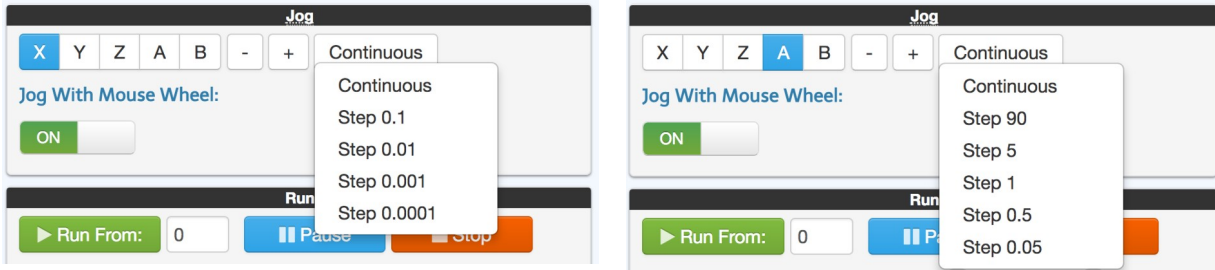 Jog
X Y Z A B - + Continuous
Continuous
Jog With Mouse Wheel:
Step 0.1
ON
Step 0.01
Step 0.001
Step 0.0001
Run
Run From: 0 Pause Stop
Jog
X Y Z A B - + Continuous
Continuous
Jog With Mouse Wheel:
Step 90
ON
Step 5
Step 1
Step 0.5
Step 0.05
Run
Run From: 0 P